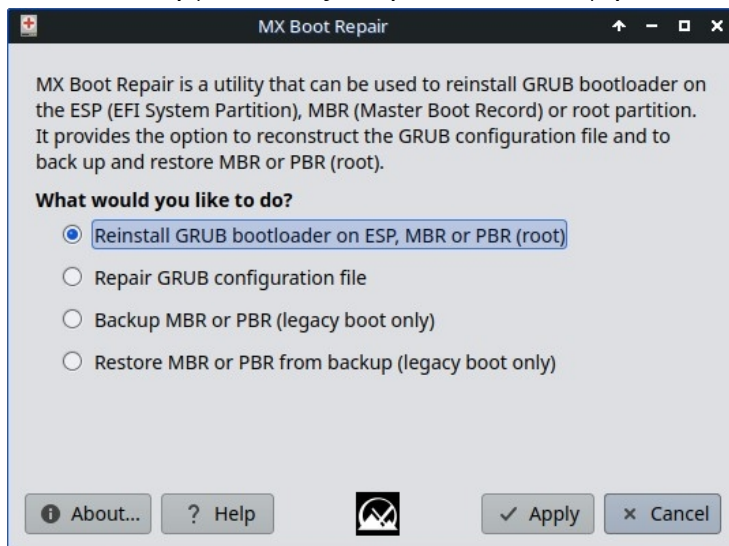 MX Boot Repair
MX Boot Repair is a utility that can be used to reinstall GRUB bootloader on
the ESP (EFI System Partition), MBR (Master Boot Record) or root partition.
It provides the option to reconstruct the GRUB configuration file and to
back up and restore MBR or PBR (root).
What would you like to do?
Reinstall GRUB bootloader on ESP, MBR or PBR (root)
Repair GRUB configuration file
Backup MBR or PBR (legacy boot only)
Restore MBR or PBR from backup (legacy boot only)
About... ? Help Apply Cancel